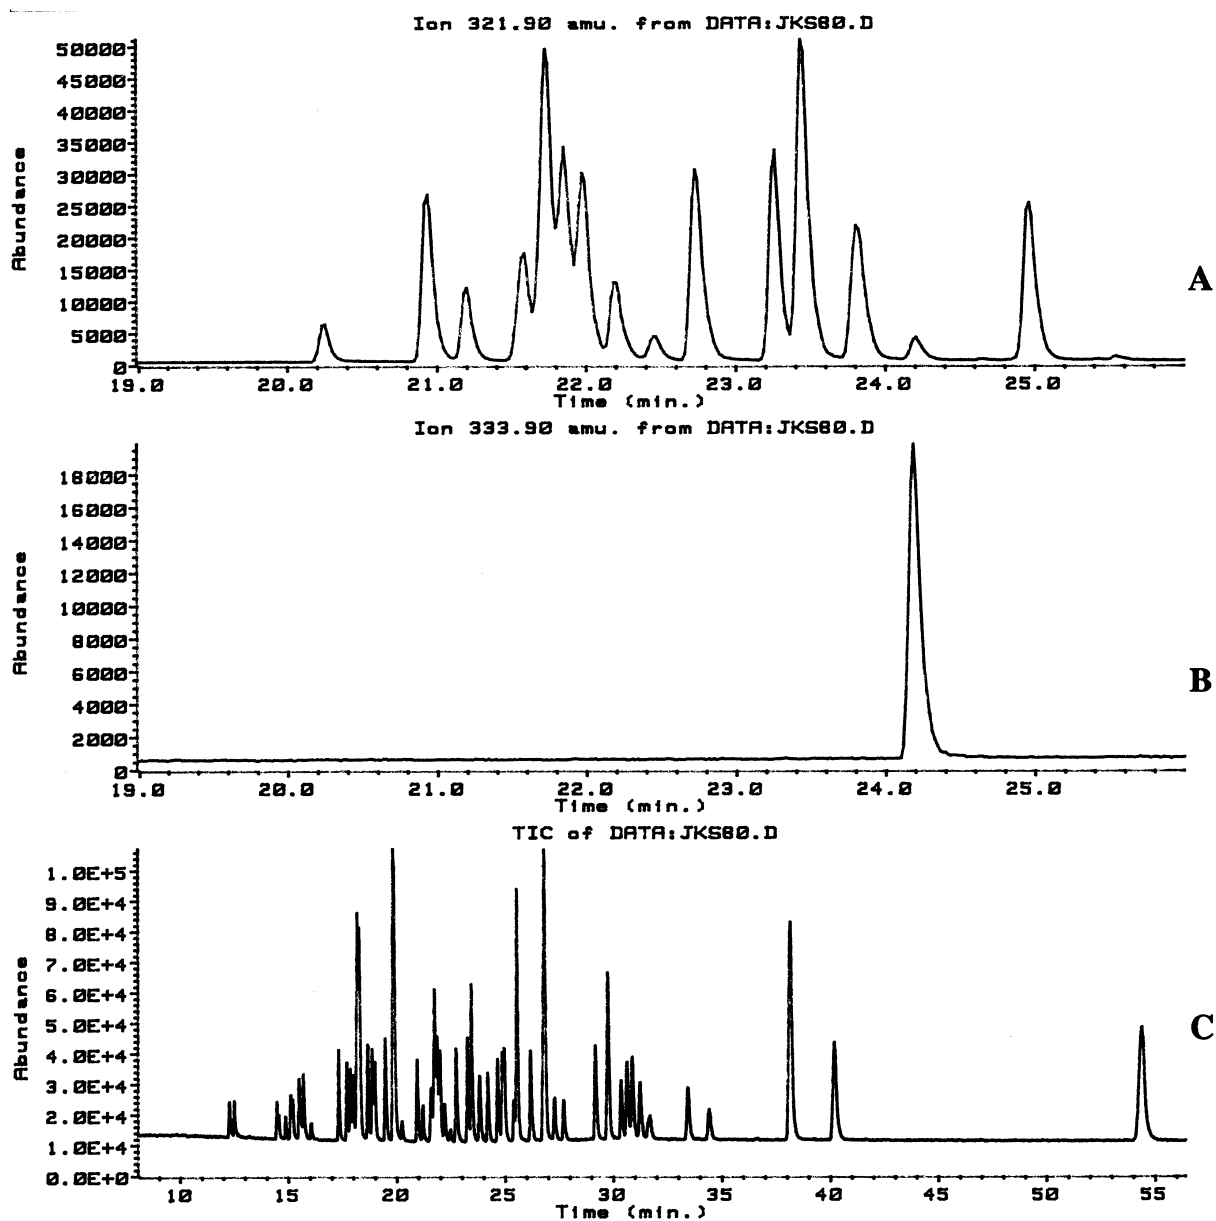 Ion 321.90 amu. from DATA:JKS80.D
Abundance
50000
45000
40000
35000
30000
25000
20000
15000
10000
5000
0
19.0 20.0 21.0 22.0 23.0 24.0 25.0
Time (min.)
A
Ion 333.90 amu. from DATA:JKS80.D
Abundance
18000
16000
14000
12000
10000
8000
6000
4000
2000
0
19.0 20.0 21.0 22.0 23.0 24.0 25.0
Time (min.)
B
TIC of DATA:JKS80.D
Abundance
1.0E+5
9.0E+4
8.0E+4
7.0E+4
6.0E+4
5.0E+4
4.0E+4
3.0E+4
2.0E+4
1.0E+4
0.0E+0
10 15 20 25 30 35 40 45 50 55
Time (min.)
C